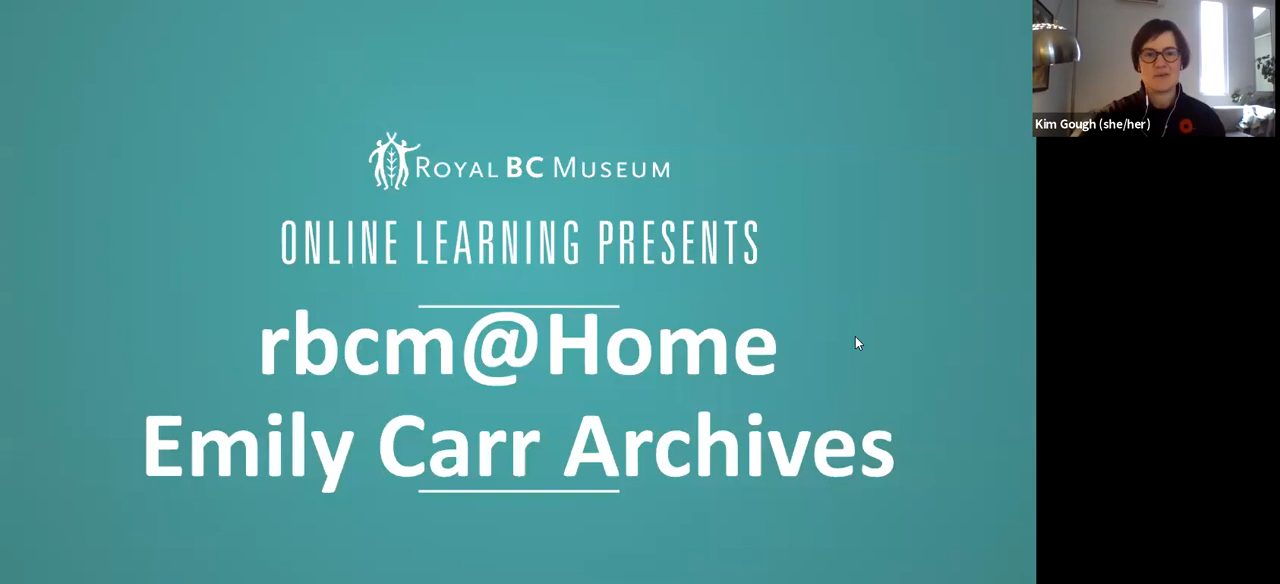 ROYAL BC MUSEUM
ONLINE LEARNING PRESENTS
rbcm@Home
Emily Carr Archives
Kim Gough (she/her)